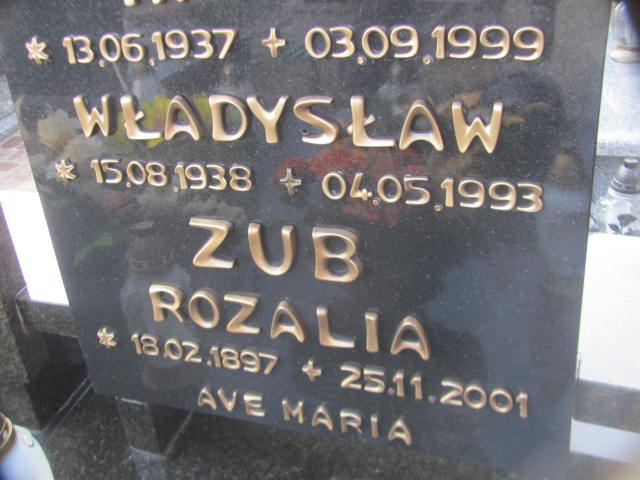 * 13.06.1937 + 03.09.1999
WŁADYSŁAW
* 15.08.1938 + 04.05.1993
ZUB
ROZALIA
* 18.02.1897 + 25.11.2001
AVE MARIA